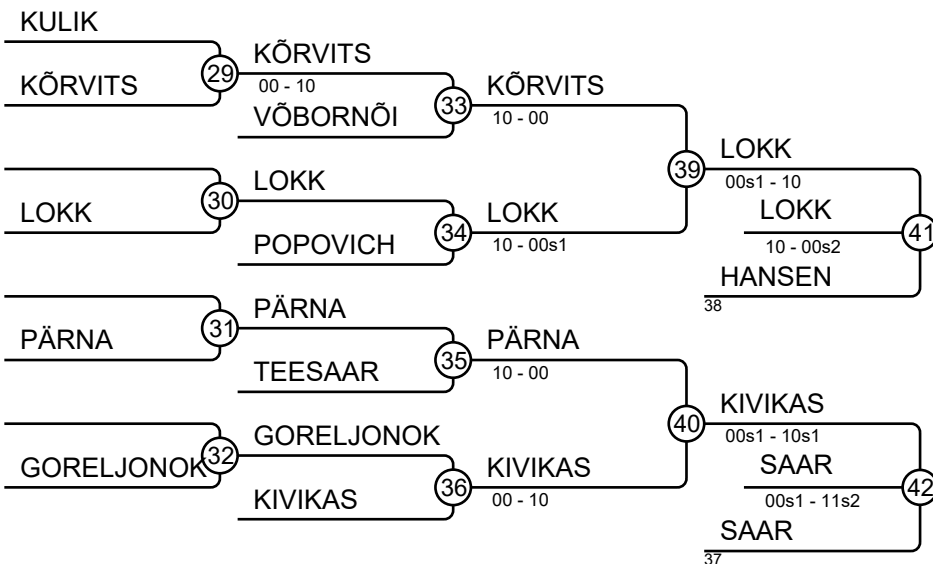 KULIK
KÕRVITS
29
KÕRVITS
00 - 10
VÕBORNÕI
33
KÕRVITS
10 - 00
LOKK
30
LOKK
POPOVICH
34
LOKK
10 - 00s1
39
LOKK
00s1 - 10
LOKK
10 - 00s2
41
HANSEN
38
PÄRNA
31
PÄRNA
TEESAAR
35
PÄRNA
10 - 00
GORELJONOK
32
GORELJONOK
KIVIKAS
36
KIVIKAS
00 - 10
40
KIVIKAS
00s1 - 10s1
SAAR
00s1 - 11s2
42
SAAR
37